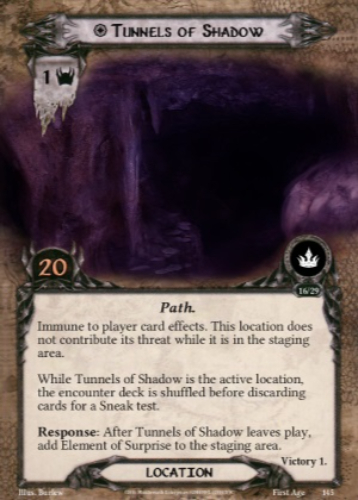 TUNNELS OF SHADOW
1
20
16/29
Path.
Immune to player card effects. This location does
not contribute its threat while it is in the staging
area.
While Tunnels of Shadow is the active location,
the encounter deck is shuffled before discarding
cards for a Sneak test.
Response: After Tunnels of Shadow leaves play,
add Element of Surprise to the staging area.
Victory 1.
LOCATION
First Age